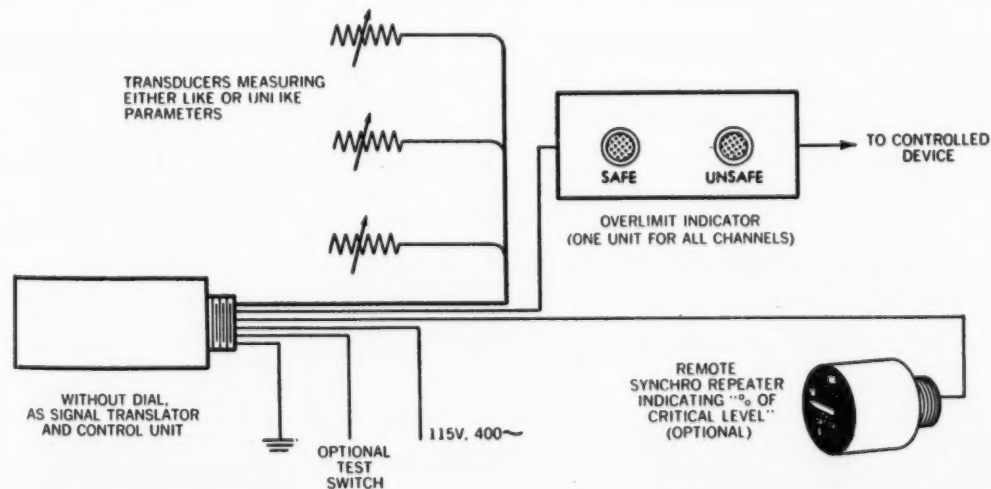 TRANSDUCERS MEASURING
EITHER LIKE OR UNLIKE
PARAMETERS
SAFE
UNSAFE
TO CONTROLLED
DEVICE
OVERLIMIT INDICATOR
(ONE UNIT FOR ALL CHANNELS)
WITHOUT DIAL,
AS SIGNAL TRANSLATOR
AND CONTROL UNIT
OPTIONAL
TEST
SWITCH
115V, 400~
REMOTE
SYNCHRO REPEATER
INDICATING "% OF
CRITICAL LEVEL"
(OPTIONAL)